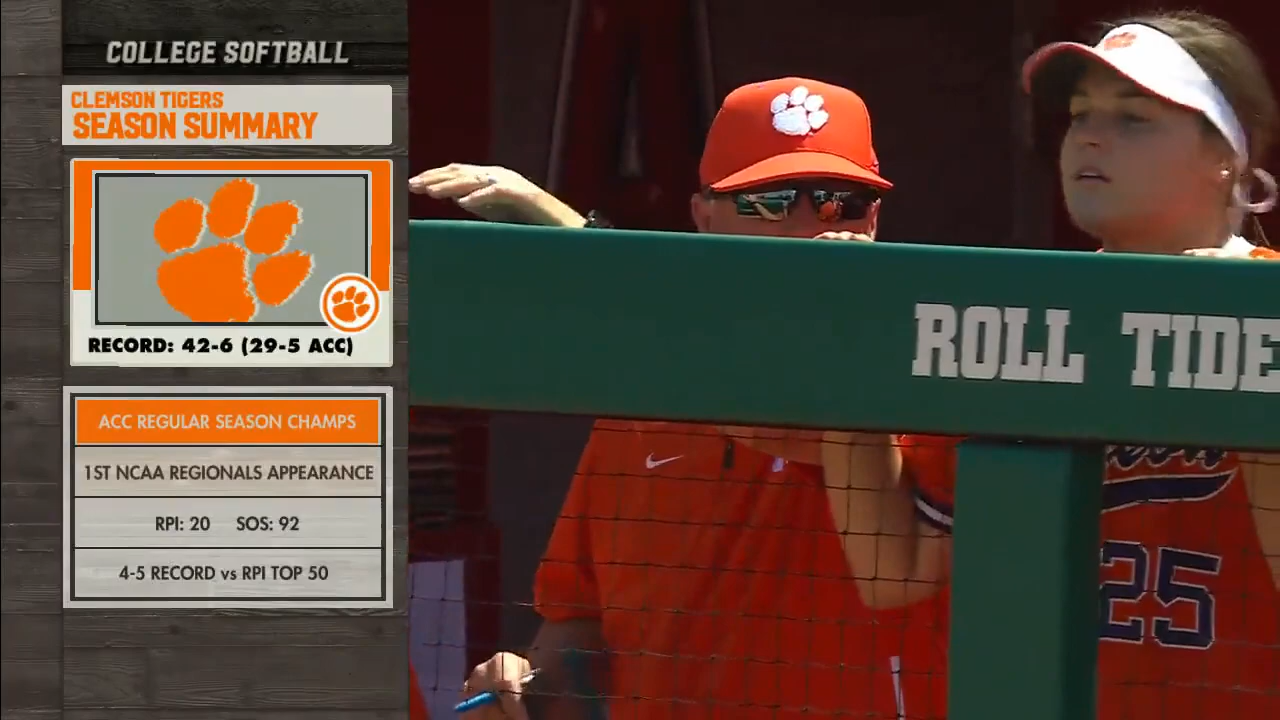 COLLEGE SOFTBALL
CLEMSON TIGERS
SEASON SUMMARY
RECORD: 42-6 (29-5 ACC)
ACC REGULAR SEASON CHAMPS
1ST NCAA REGIONALS APPEARANCE
RPI: 20 SOS: 92
4-5 RECORD vs RPI TOP 50
ROLL TIDE
25